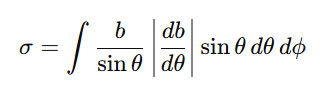 σ = ∫ b/sin θ |db/dθ| sin θ dθ dϕ